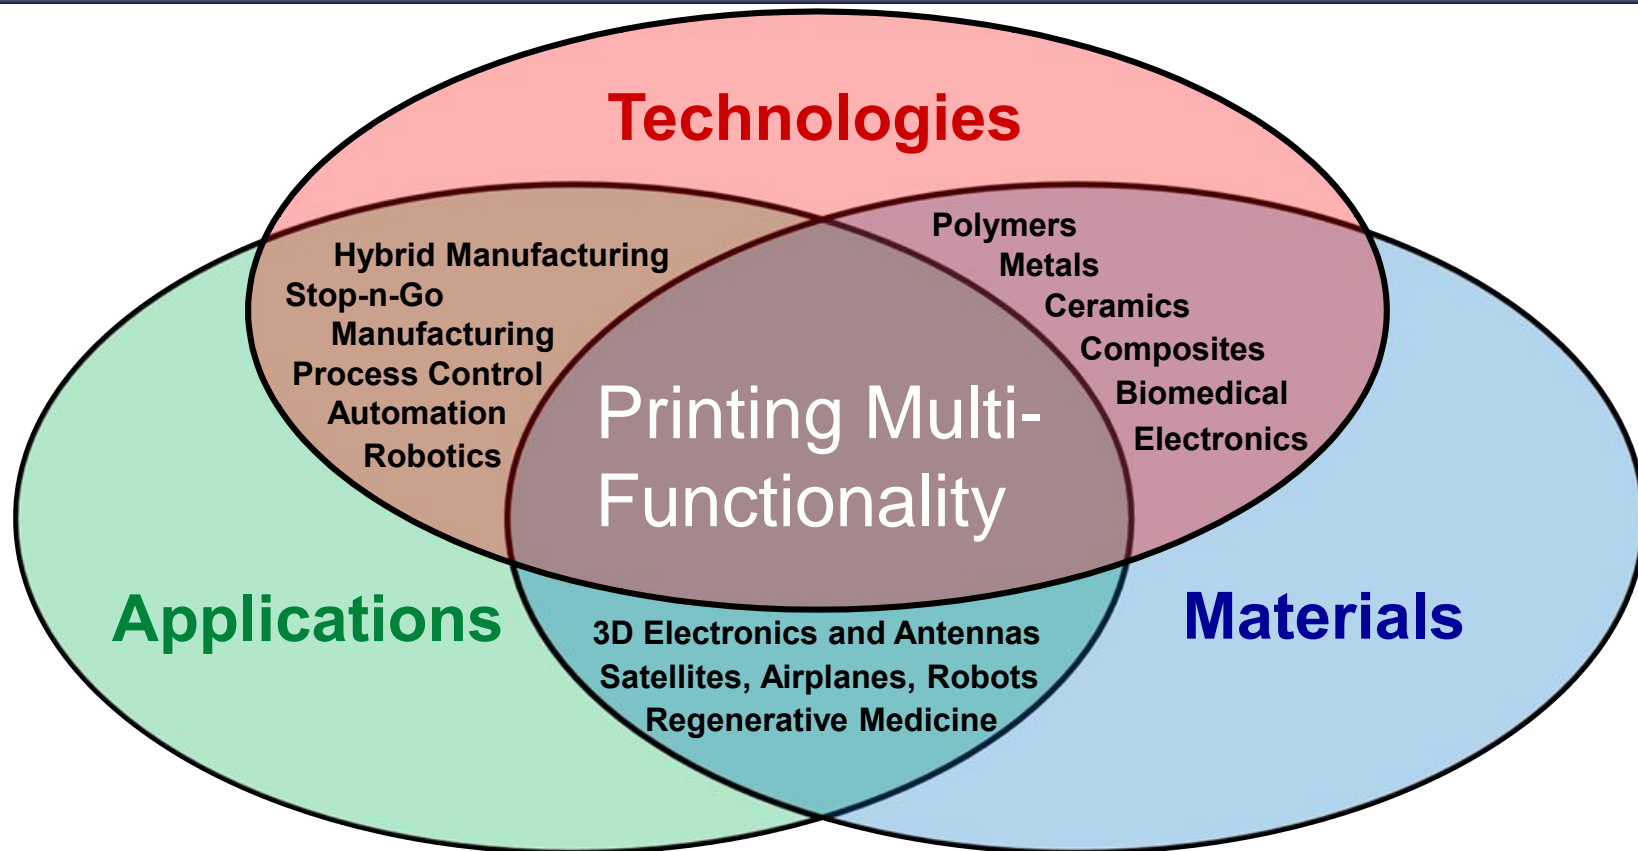 Technologies
Hybrid Manufacturing
Stop-n-Go
Manufacturing
Process Control
Automation
Robotics
Polymers
Metals
Ceramics
Composites
Biomedical
Electronics
Printing Multi-
Functionality
Applications
3D Electronics and Antennas
Satellites, Airplanes, Robots
Regenerative Medicine
Materials